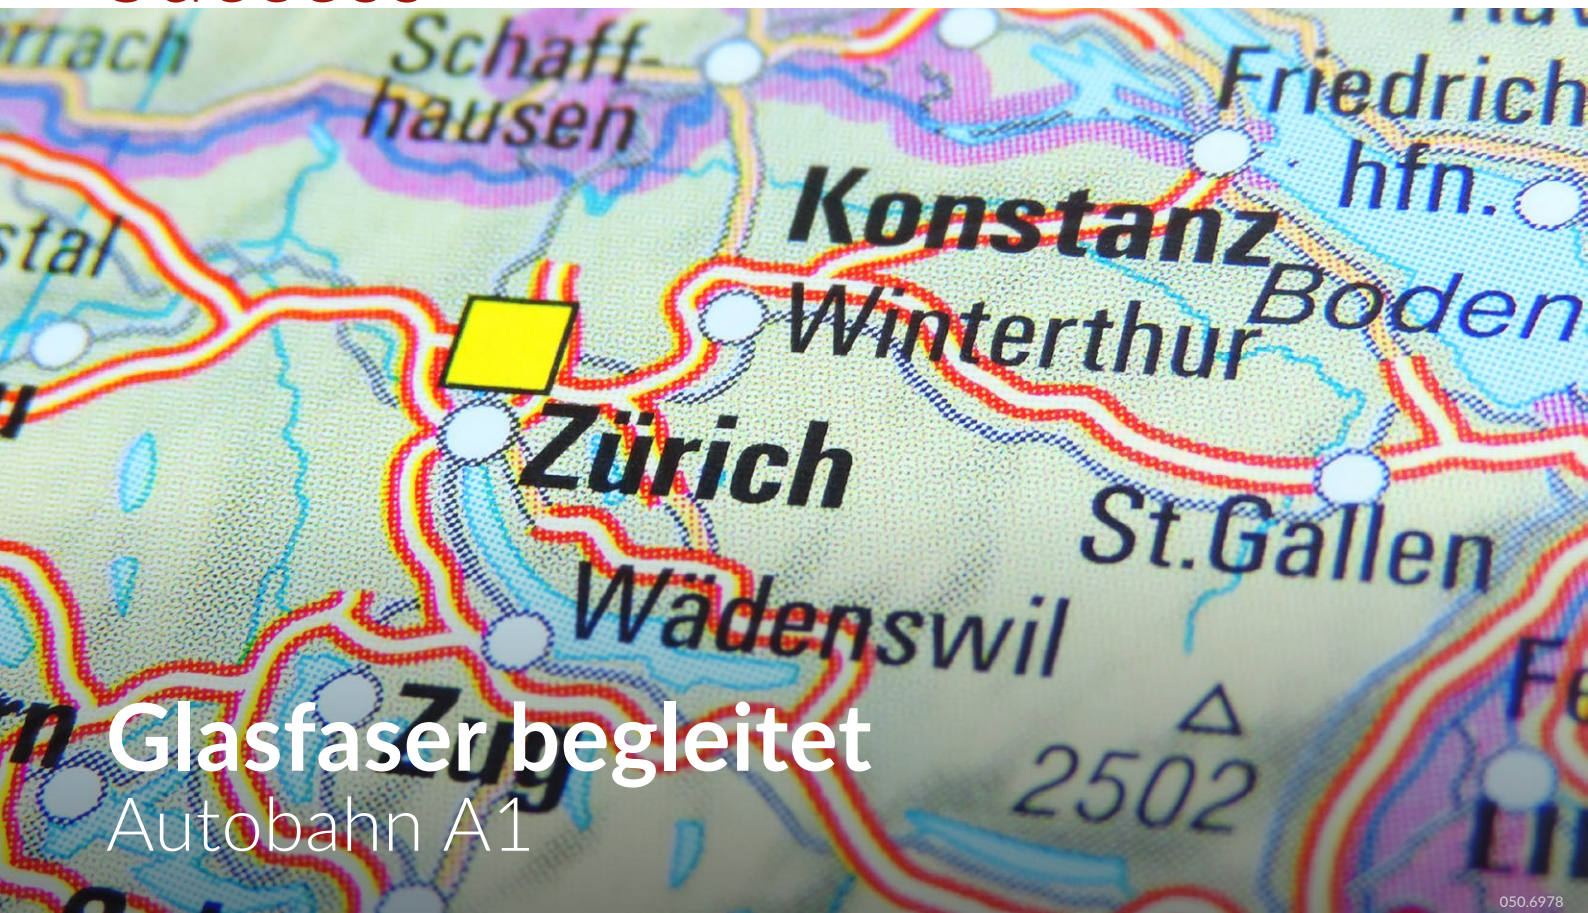 Schaff-
hausen
Friedrich
hfn.
Konstanz
Boden
Winterthur
Zürich
St.Gallen
Wädenswil
Zug
2502
Glasfaser begleitet
Autobahn A1
050.6978